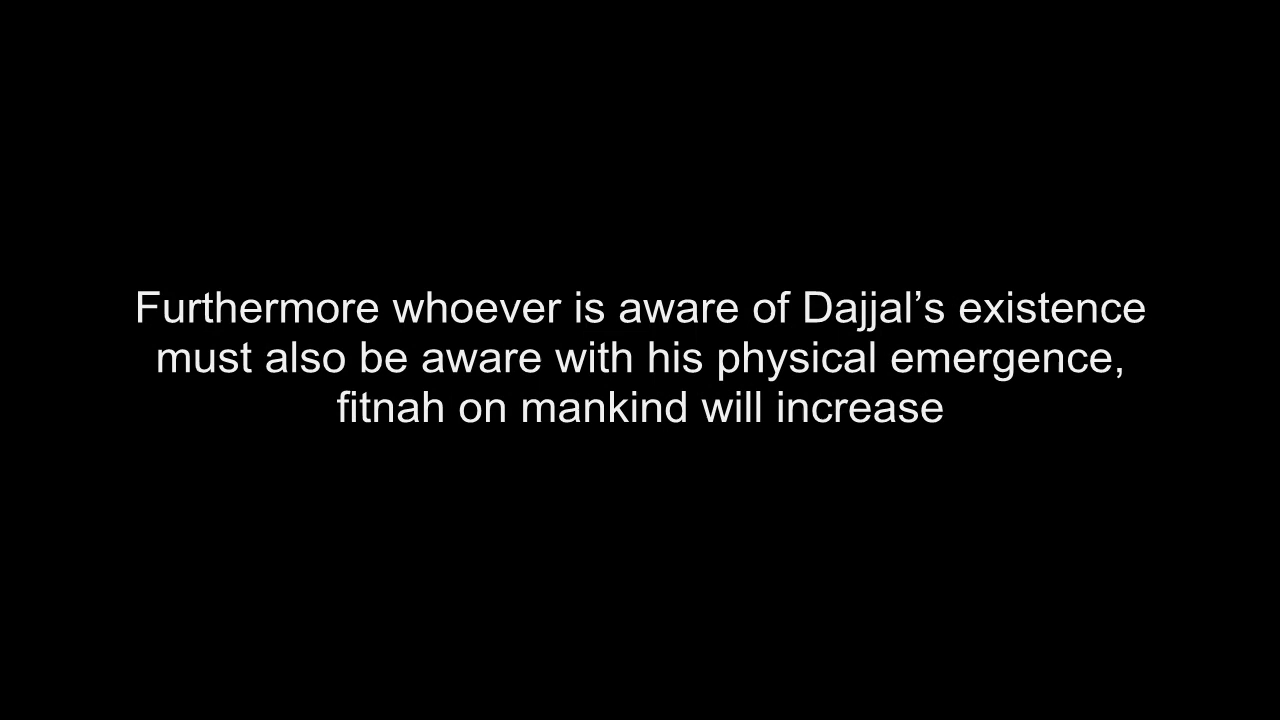 Furthermore whoever is aware of Dajjal’s existence
must also be aware with his physical emergence,
fitnah on mankind will increase